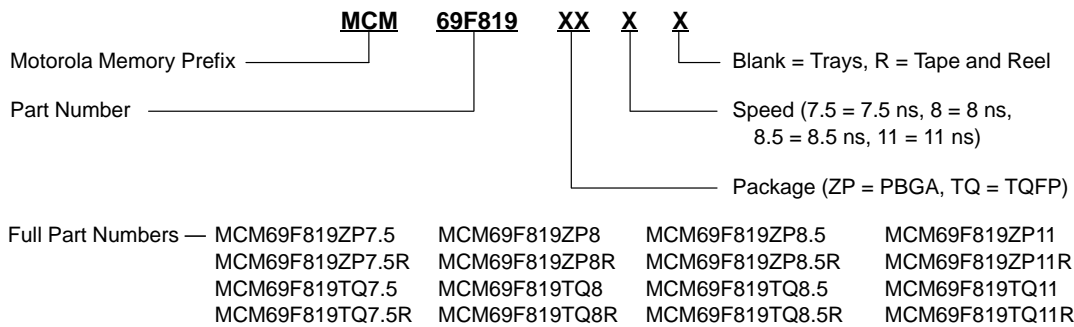 MCM 69F819 XX X X
Motorola Memory Prefix
Blank = Trays, R = Tape and Reel
Part Number
Speed (7.5 = 7.5 ns, 8 = 8 ns,
8.5 = 8.5 ns, 11 = 11 ns)
Package (ZP = PBGA, TQ = TQFP)
Full Part Numbers — MCM69F819ZP7.5 MCM69F819ZP8 MCM69F819ZP8.5 MCM69F819ZP11
MCM69F819ZP7.5R MCM69F819ZP8R MCM69F819ZP8.5R MCM69F819ZP11R
MCM69F819TQ7.5 MCM69F819TQ8 MCM69F819TQ8.5 MCM69F819TQ11
MCM69F819TQ7.5R MCM69F819TQ8R MCM69F819TQ8.5R MCM69F819TQ11R